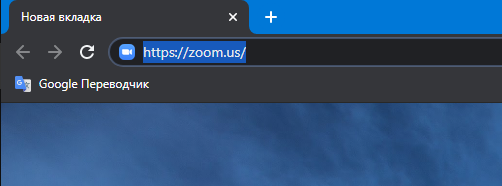 Новая вкладка
https://zoom.us/
Google Переводчик